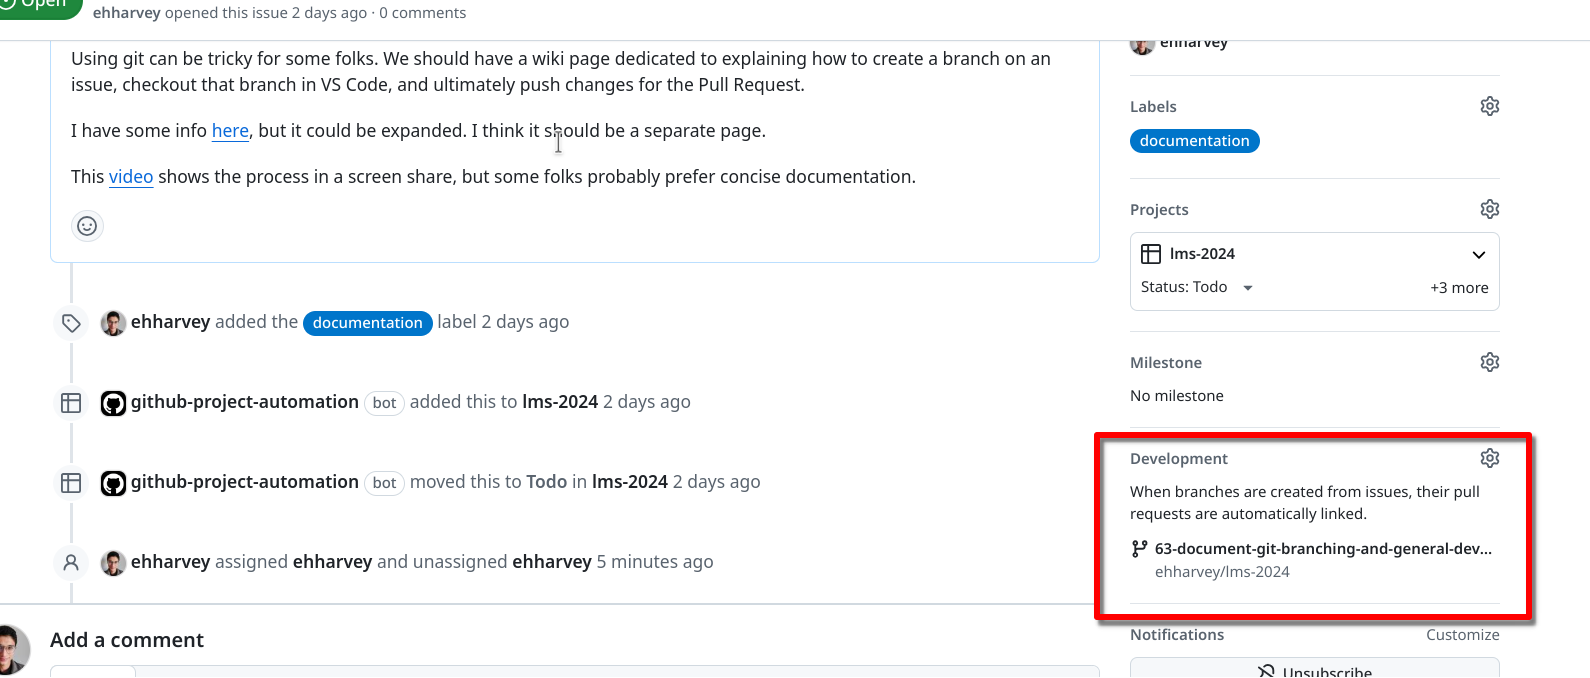 Open
ehharvey opened this issue 2 days ago · 0 comments
Using git can be tricky for some folks. We should have a wiki page dedicated to explaining how to create a branch on an
issue, checkout that branch in VS Code, and ultimately push changes for the Pull Request.
I have some info here, but it could be expanded. I think it should be a separate page.
This video shows the process in a screen share, but some folks probably prefer concise documentation.
ehharvey added the documentation label 2 days ago
github-project-automation bot added this to lms-2024 2 days ago
github-project-automation bot moved this to Todo in lms-2024 2 days ago
ehharvey assigned ehharvey and unassigned ehharvey 5 minutes ago
Add a comment
ehharvey
Labels
documentation
Projects
lms-2024
Status: Todo
+3 more
Milestone
No milestone
Development
When branches are created from issues, their pull
requests are automatically linked.
63-document-git-branching-and-general-dev...
ehharvey/lms-2024
Notifications
Customize
Unsubscribe